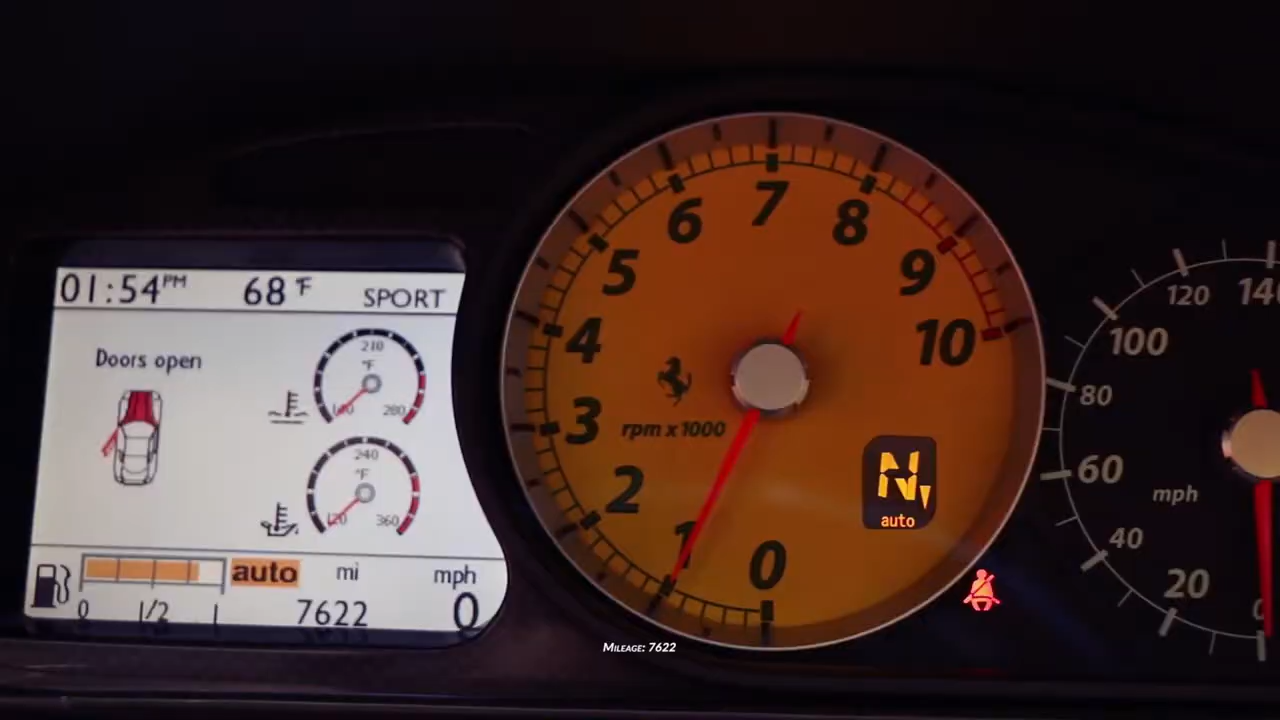 01:54 PM 68 °F SPORT
Doors open
210
°F
140 280
240
°F
120 360
auto mi mph
0 1/2 1 7622 0
0
1
2
3
4
5
6
7
8
9
10
rpm x 1000
N
auto
0
20
40
60
80
100
120
mph
Mileage: 7622